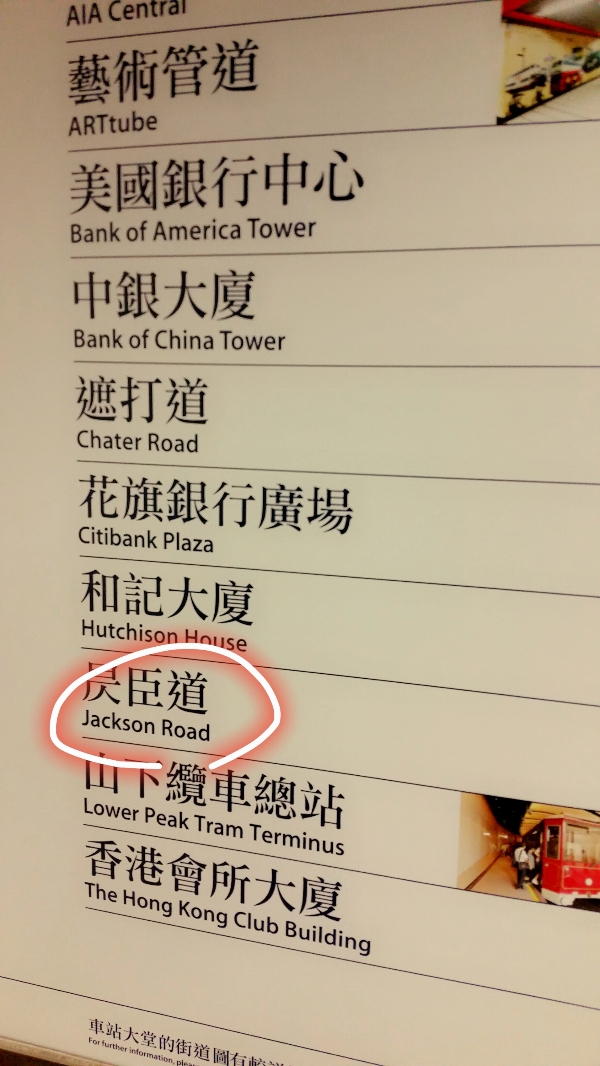 AIA Central
藝術管道
ARTtube
美國銀行中心
Bank of America Tower
中銀大廈
Bank of China Tower
遮打道
Chater Road
花旗銀行廣場
Citibank Plaza
和記大廈
Hutchison House
昃臣道
Jackson Road
山下纜車總站
Lower Peak Tram Terminus
香港會所大廈
The Hong Kong Club Building
車站大堂的街道圖有較詳
For further information, please